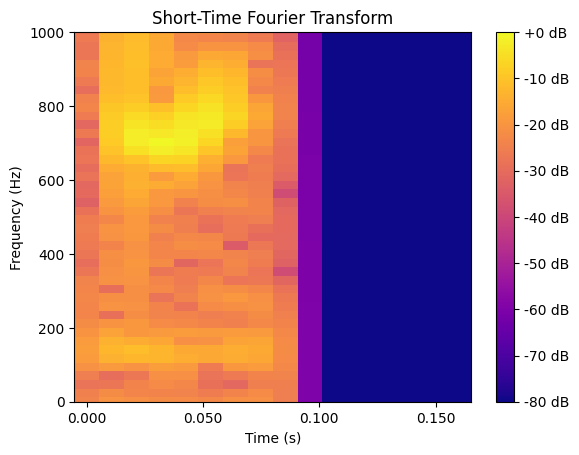 Short-Time Fourier Transform
1000
800
600
400
200
0
Frequency (Hz)
0.000
0.050
0.100
0.150
Time (s)
+0 dB
-10 dB
-20 dB
-30 dB
-40 dB
-50 dB
-60 dB
-70 dB
-80 dB